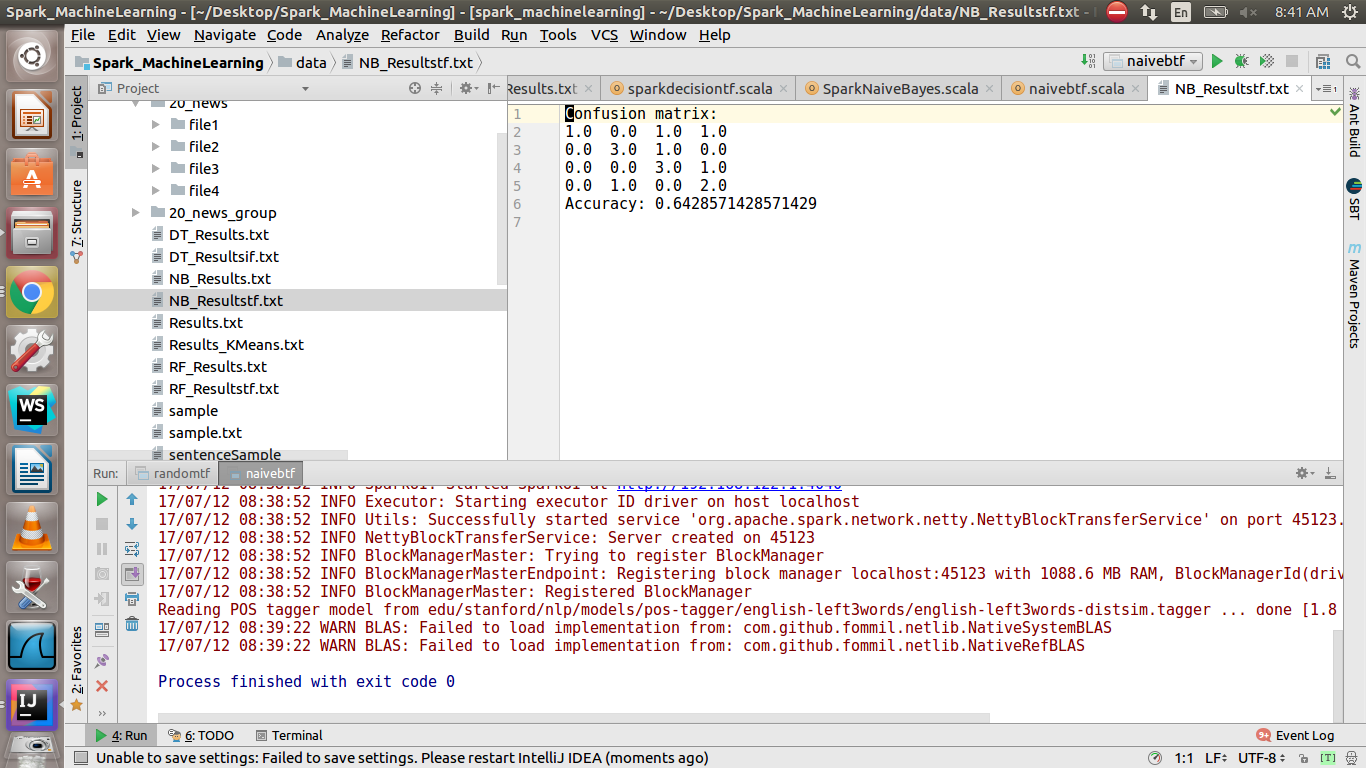 Spark_MachineLearning - [~/Desktop/Spark_MachineLearning] - [spark_machinelearning] - ~/Desktop/Spark_MachineLearning/data/NB_Resultstf.txt -
En
8:41 AM
File Edit View Navigate Code Analyze Refactor Build Run Tools VCS Window Help
Spark_MachineLearning data NB_Resultstf.txt
naivebtf
Project
Results.txt sparkdecisiontf.scala SparkNaiveBayes.scala naivebtf.scala NB_Resultstf.txt
1
1: Project
7: Structure
2: Favorites
20_news
file1
file2
file3
file4
20_news_group
DT_Results.txt
DT_Resultsif.txt
NB_Results.txt
NB_Resultstf.txt
Results.txt
Results_KMeans.txt
RF_Results.txt
RF_Resultstf.txt
sample
sample.txt
sentenceSample
1 Confusion matrix:
2 1.0 0.0 1.0 1.0
3 0.0 3.0 1.0 0.0
4 0.0 0.0 3.0 1.0
5 0.0 1.0 0.0 2.0
6 Accuracy: 0.6428571428571429
7
Ant Build
SBT
m
Maven Projects
WS
IJ
Run: randomtf naivebtf
17/07/12 08:38:52 INFO SparkUI: Started SparkUI at http://192.168.122.1:4040
17/07/12 08:38:52 INFO Executor: Starting executor ID driver on host localhost
17/07/12 08:38:52 INFO Utils: Successfully started service 'org.apache.spark.network.netty.NettyBlockTransferService' on port 45123.
17/07/12 08:38:52 INFO NettyBlockTransferService: Server created on 45123
17/07/12 08:38:52 INFO BlockManagerMaster: Trying to register BlockManager
17/07/12 08:38:52 INFO BlockManagerMasterEndpoint: Registering block manager localhost:45123 with 1088.6 MB RAM, BlockManagerId(driv
17/07/12 08:38:52 INFO BlockManagerMaster: Registered BlockManager
Reading POS tagger model from edu/stanford/nlp/models/pos-tagger/english-left3words/english-left3words-distsim.tagger ... done [1.8
17/07/12 08:39:22 WARN BLAS: Failed to load implementation from: com.github.fommil.netlib.NativeSystemBLAS
17/07/12 08:39:22 WARN BLAS: Failed to load implementation from: com.github.fommil.netlib.NativeRefBLAS
Process finished with exit code 0
4: Run 6: TODO Terminal
9+ Event Log
Unable to save settings: Failed to save settings. Please restart IntelliJ IDEA (moments ago)
1:1 LF UTF-8 [T]